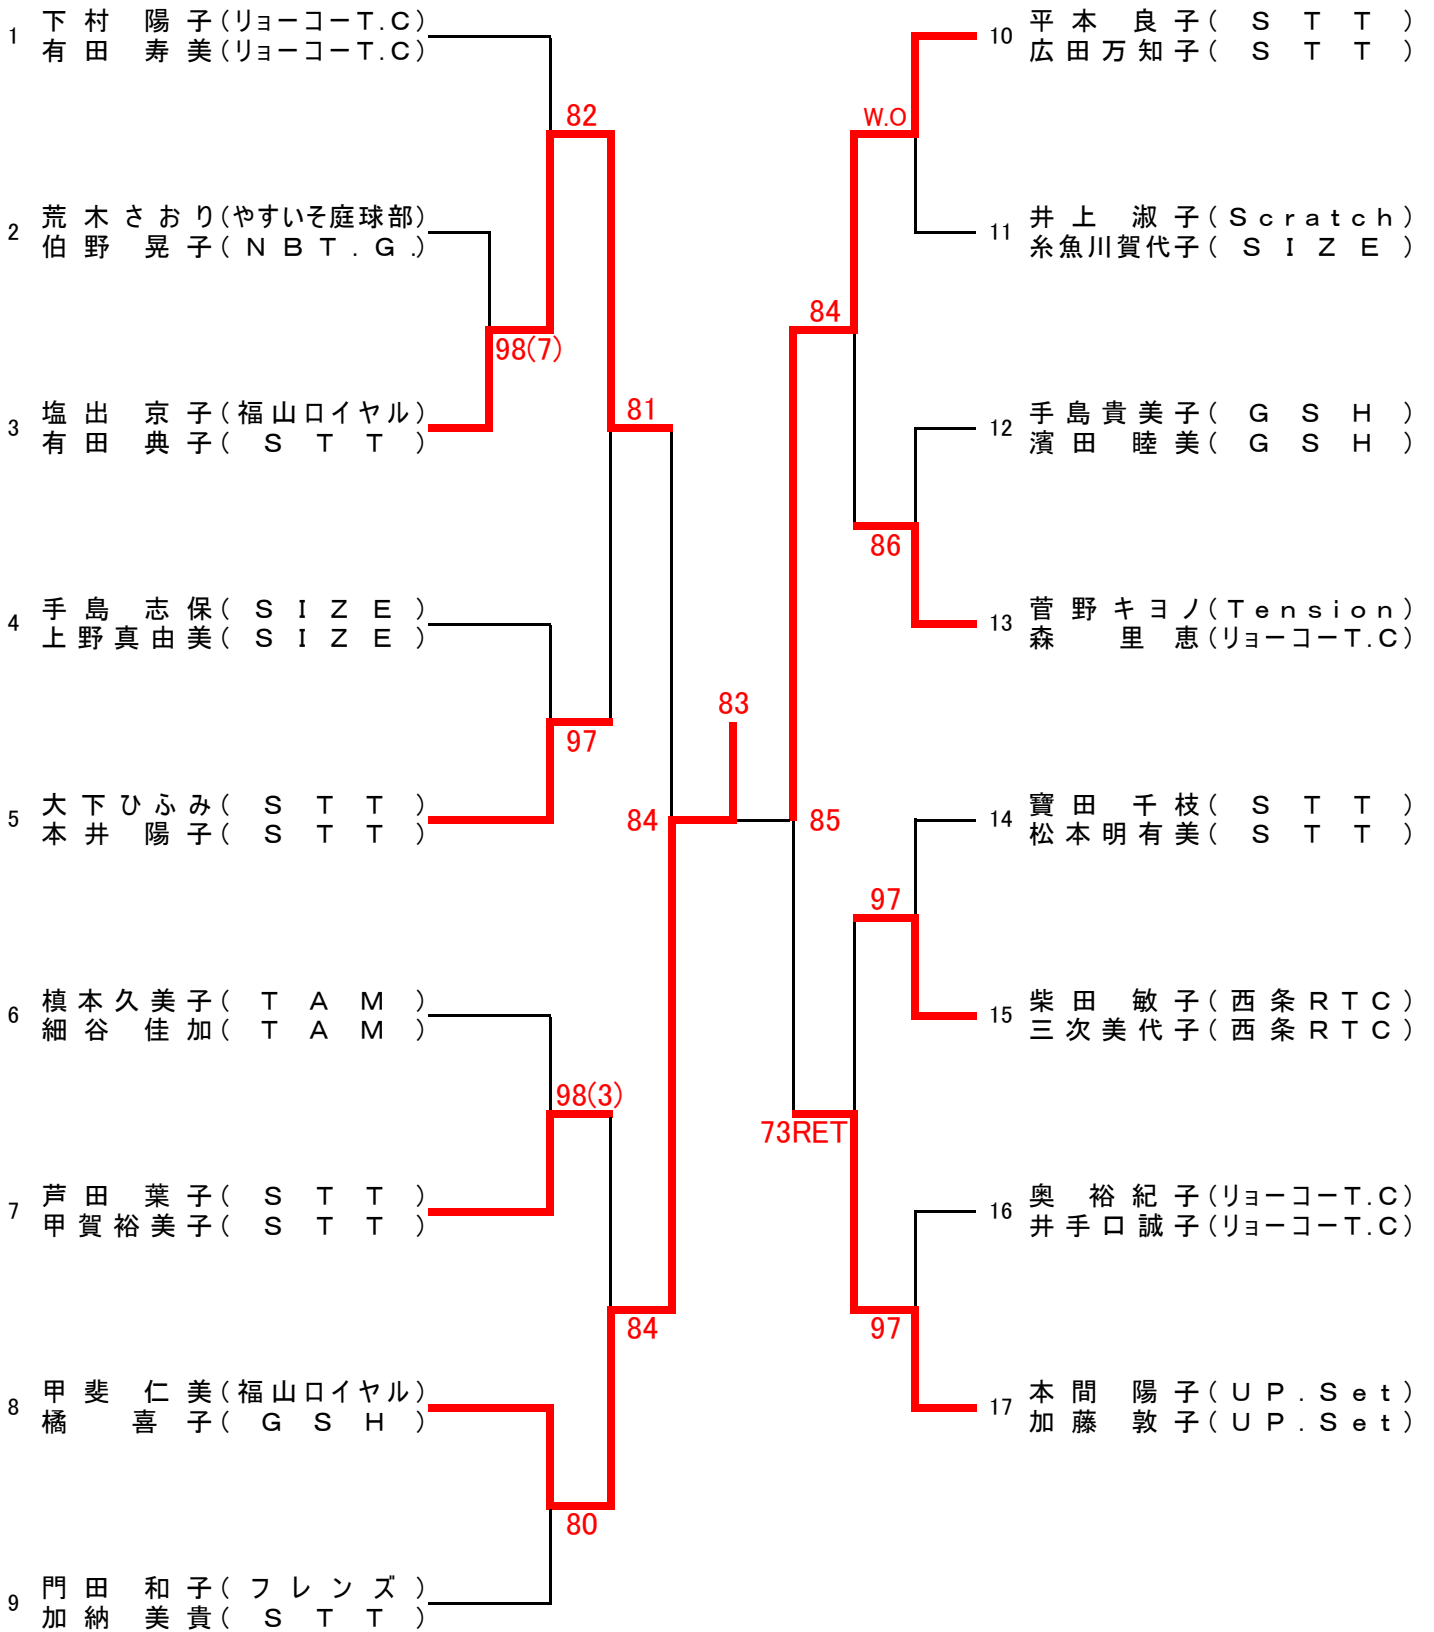 1 下村 陽子(リョーコーT.C)
有田 寿美(リョーコーT.C)
82
2 荒木さおり(やすいそ庭球部)
伯野 晃子(NBT.G.)
98(7)
3 塩出 京子(福山ロイヤル)
有田 典子(STT)
81
4 手島 志保(SIZE)
上野真由美(SIZE)
97
5 大下ひふみ(STT)
本井 陽子(STT)
84
6 槙本久美子(TAM)
細谷 佳加(TAM)
98(3)
7 芦田 葉子(STT)
甲賀裕美子(STT)
84
8 甲斐 仁美(福山ロイヤル)
橘 喜子(GSH)
80
9 門田 和子(フレンズ)
加納 美貴(STT)
83
10 平本良子(STT)
広田万知子(STT)
W.O
11 井上 淑子(Scratch)
糸魚川賀代子(SIZE)
84
12 手島貴美子(GSH)
濱田 睦美(GSH)
86
13 菅野キヨノ(Tension)
森 里恵(リョーコーT.C)
85
14 寶田 千枝(STT)
松本明有美(STT)
97
15 柴田 敏子(西条RTC)
三次美代子(西条RTC)
73RET
16 奥 裕紀子(リョーコーT.C)
井手口誠子(リョーコーT.C)
97
17 本間 陽子(UP.Set)
加藤 敦子(UP.Set)